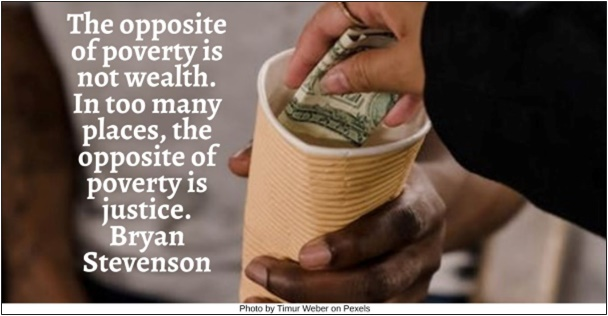 The opposite
of poverty is
not wealth.
In too many
places, the
opposite of
poverty is
justice.
Bryan
Stevenson
Photo by Timur Weber on Pexels